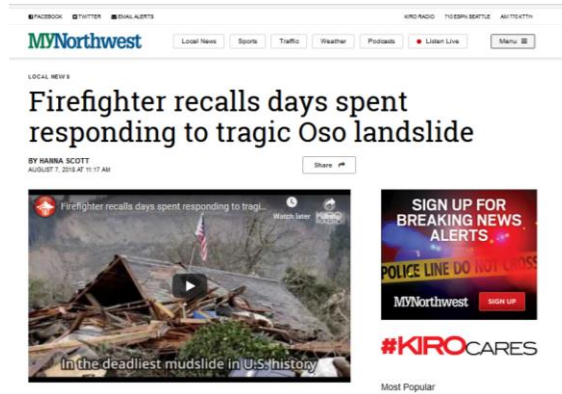 FACEBOOK TWITTER EMAIL ALERTS KIRO RADIO 710 ESPN SEATTLE AM 770 KTTH
MYNorthwest Local News Sports Traffic Weather Podcasts Listen Live Menu
LOCAL NEWS
Firefighter recalls days spent
responding to tragic Oso landslide
BY HANNA SCOTT
AUGUST 7, 2018 AT 11:17 AM
Share
Firefighter recalls days spent responding to tragi...
Watch later
KIRO
RADIO
In the deadliest mudslide in U.S. history
SIGN UP FOR
BREAKING NEWS
ALERTS
POLICE LINE DO NOT CROSS
MYNorthwest SIGN UP
#KIROCARES
Most Popular